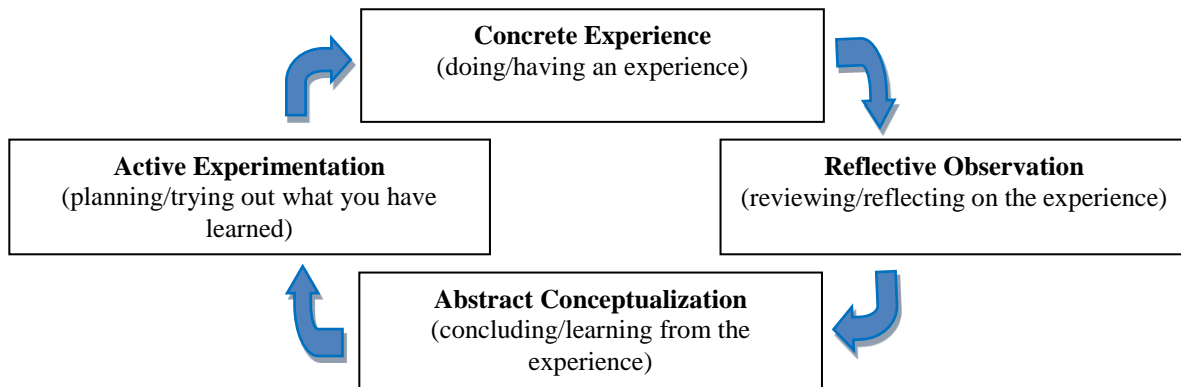 Concrete Experience
(doing/having an experience)
Active Experimentation
(planning/trying out what you have
learned)
Reflective Observation
(reviewing/reflecting on the experience)
Abstract Conceptualization
(concluding/learning from the
experience)